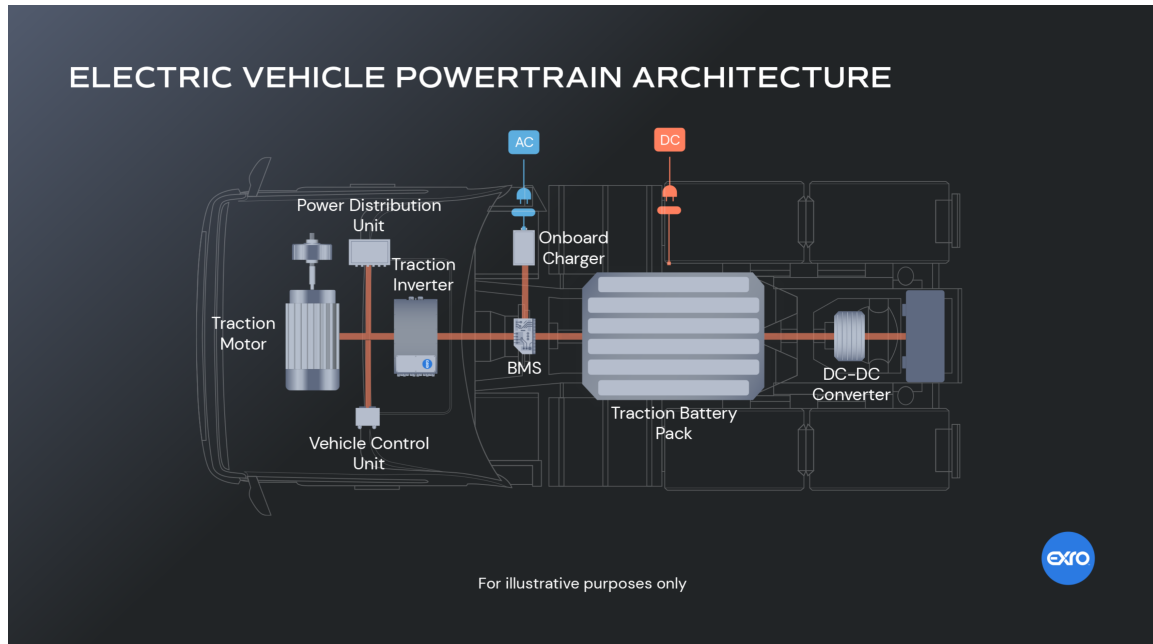 ELECTRIC VEHICLE POWERTRAIN ARCHITECTURE
AC
DC
Power Distribution
Unit
Onboard
Charger
Traction
Inverter
Traction
Motor
BMS
DC-DC
Converter
Traction Battery
Pack
Vehicle Control
Unit
exro
For illustrative purposes only